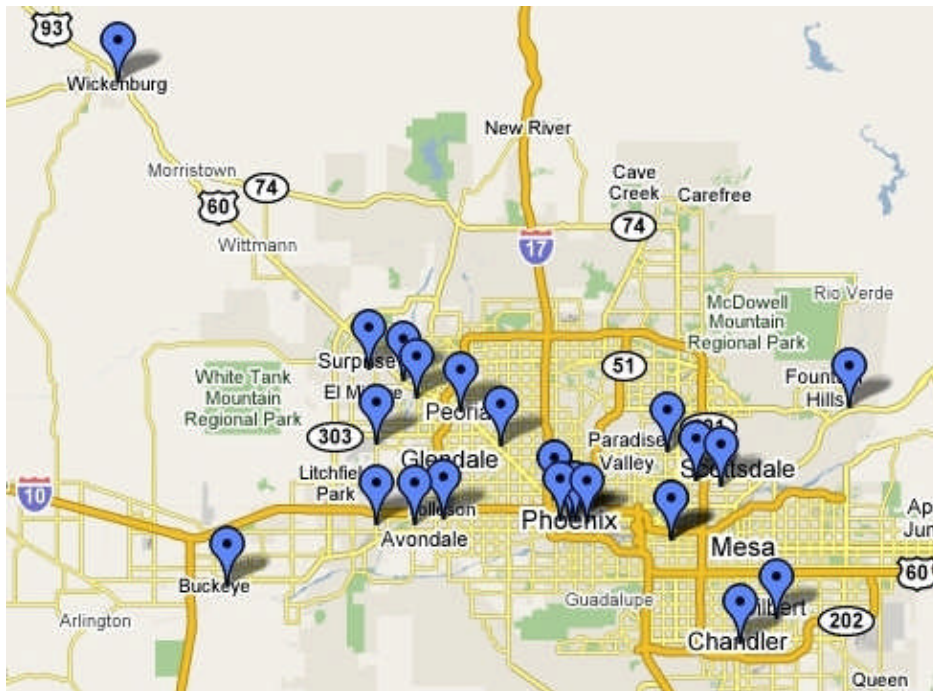 93
Wickenburg
New River
Morristown
74
Cave
Creek
Carefree
60
Wittmann
74
17
McDowell
Mountain
Regional Park
Rio Verde
51
White Tank
Mountain
Regional Park
Peoria
Hills
303
Paradise
Valley
Glendale
Scottsdale
Litchfield
Park
10
Phoenix
Avondale
Mesa
Buckeye
60
Guadalupe
Arlington
202
Chandler
Queen